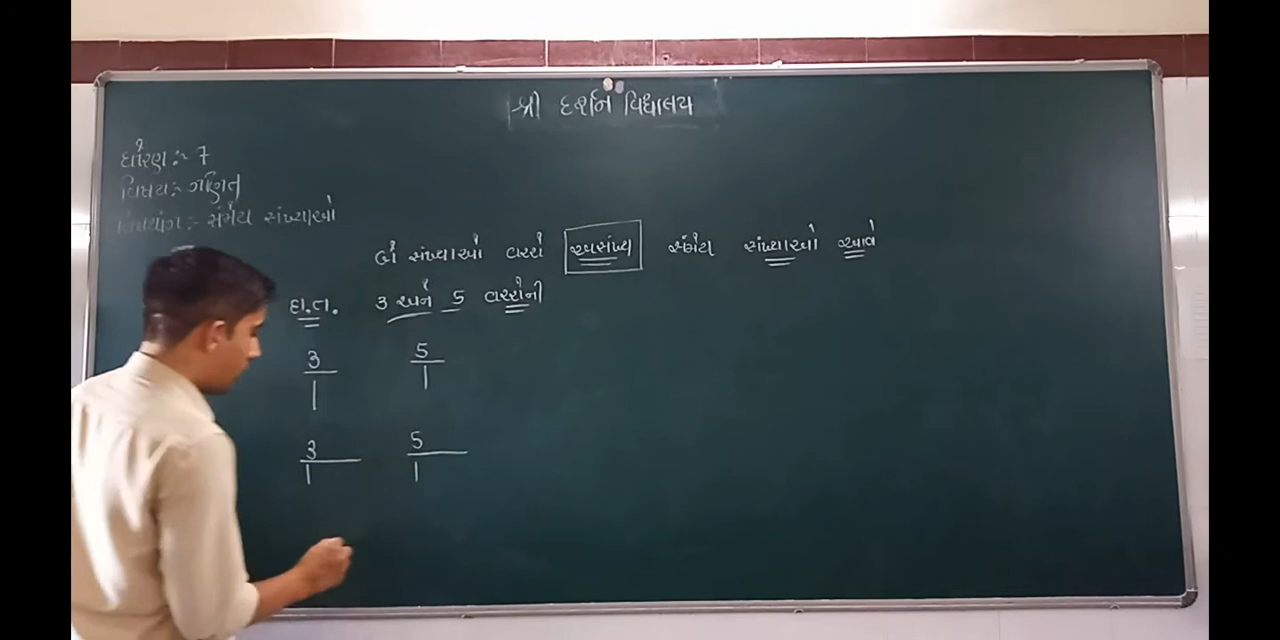 શ્રી દર્શન વિદ્યાલય
ધોરણ :- 7
વિષય :- ગણિત
વિષયાંગ :- સંમેય સંખ્યાઓ
બે સંખ્યાઓ વચ્ચે અસંખ્ય સંમેય સંખ્યાઓ આવે
દા.ત. 3 અને 5 વચ્ચેની
3/1 5/1
3/1 5/1